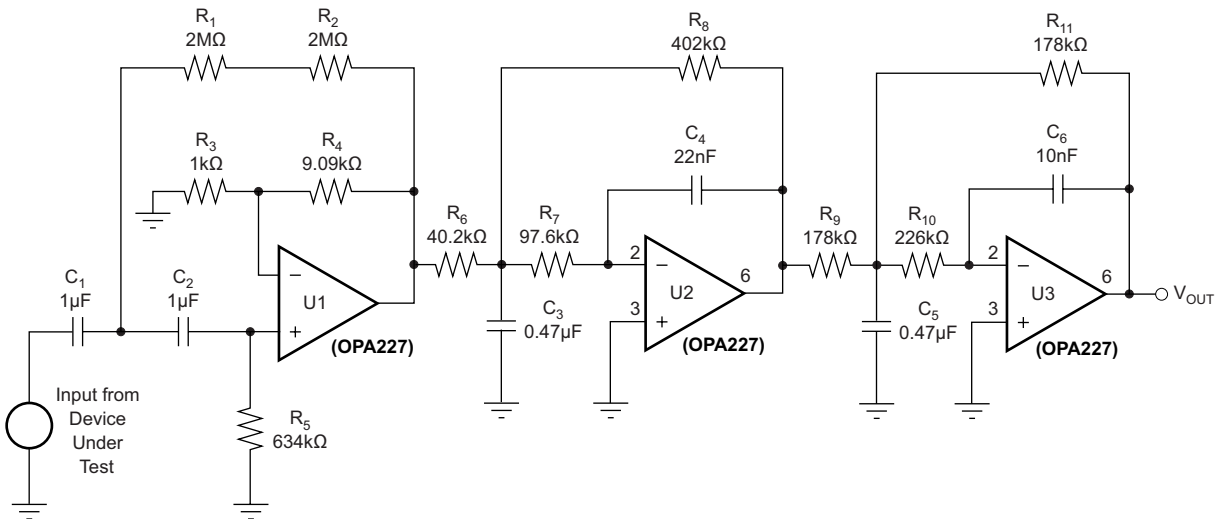 R1
2MΩ
R2
2MΩ
R8
402kΩ
R11
178kΩ
R3
1kΩ
R4
9.09kΩ
C4
22nF
C6
10nF
R6
40.2kΩ
R7
97.6kΩ
R9
178kΩ
R10
226kΩ
C1
1µF
C2
1µF
−
+
U1
(OPA227)
C3
0.47µF
2
3
−
+
U2
6
(OPA227)
C5
0.47µF
2
3
−
+
U3
6
(OPA227)
VOUT
Input from
Device
Under
Test
R5
634kΩ